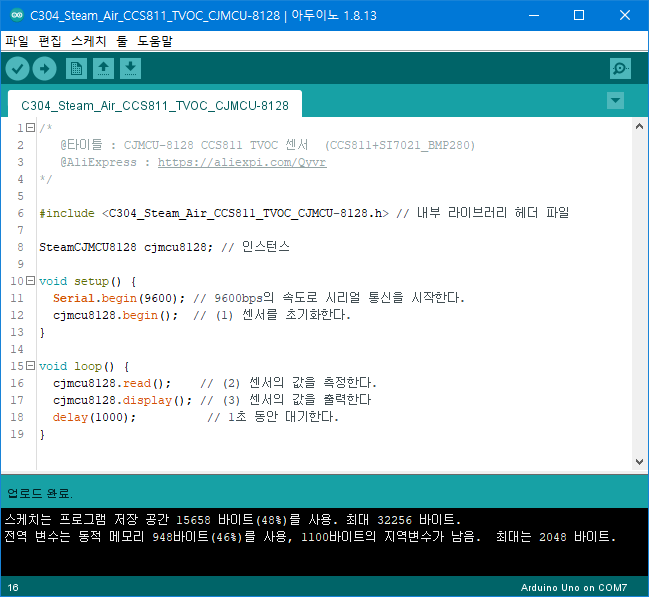 C304_Steam_Air_CCS811_TVOC_CJMCU-8128 | 아두이노 1.8.13
파일 편집 스케치 툴 도움말
C304_Steam_Air_CCS811_TVOC_CJMCU-8128
1 /*
2 @타이틀 : CJMCU-8128 CCS811 TVOC 센서 (CCS811+SI7021_BMP280)
3 @AliExpress : https://aliexpi.com/Qyvr
4 */
5
6 #include <C304_Steam_Air_CCS811_TVOC_CJMCU-8128.h> // 내부 라이브러리 헤더 파일
7
8 SteamCJMCU8128 cjmcu8128; // 인스턴스
9
10 void setup() {
11 Serial.begin(9600); // 9600bps의 속도로 시리얼 통신을 시작한다.
12 cjmcu8128.begin(); // (1) 센서를 초기화한다.
13 }
14
15 void loop() {
16 cjmcu8128.read(); // (2) 센서의 값을 측정한다.
17 cjmcu8128.display(); // (3) 센서의 값을 출력한다
18 delay(1000); // 1초 동안 대기한다.
19 }
업로드 완료.
스케치는 프로그램 저장 공간 15658 바이트(48%)를 사용. 최대 32256 바이트.
전역 변수는 동적 메모리 948바이트(46%)를 사용, 1100바이트의 지역변수가 남음. 최대는 2048 바이트.
16 Arduino Uno on COM7